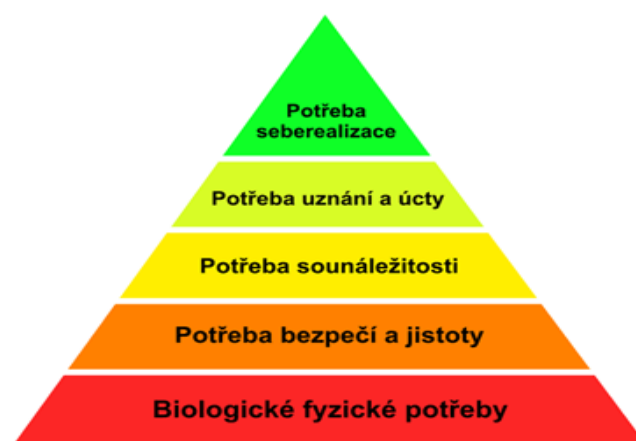 Potřeba
seberealizace
Potřeba uznání a úcty
Potřeba sounáležitosti
Potřeba bezpečí a jistoty
Biologické fyzické potřeby